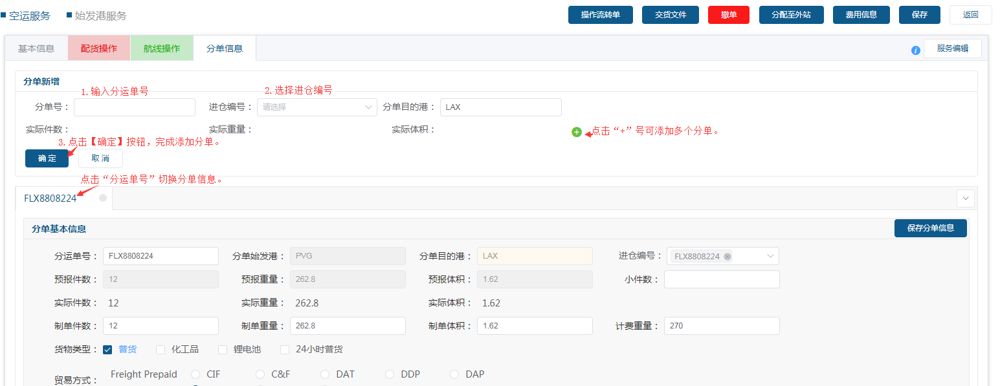 空运服务 始发港服务 操作流转单 交货文件 撤单 分配至外站 费用信息 保存 返回
基本信息 配货操作 航线操作 分单信息 i 服务编辑
分单新增
1. 输入分运单号 2. 选择进仓编号
分单号： 进仓编号： 请选择 分单目的港： LAX
实际件数： 实际重量： 实际体积： 点击“+”号可添加多个分单。
3. 点击【确定】按钮，完成添加分单。
确 定 取 消
点击“分运单号”切换分单信息。
FLX8808224
分单基本信息 保存分单信息
分运单号： FLX8808224 分单始发港： PVG 分单目的港： LAX 进仓编号： FLX8808224
预报件数： 12 预报重量： 262.8 预报体积： 1.62 小件数：
实际件数： 12 实际重量： 262.8 实际体积： 1.62
制单件数： 12 制单重量： 262.8 制单体积： 1.62 计费重量： 270
货物类型： 普货 化工品 锂电池 24小时普货
贸易方式： Freight Prepaid CIF C&F DAT DDP DAP